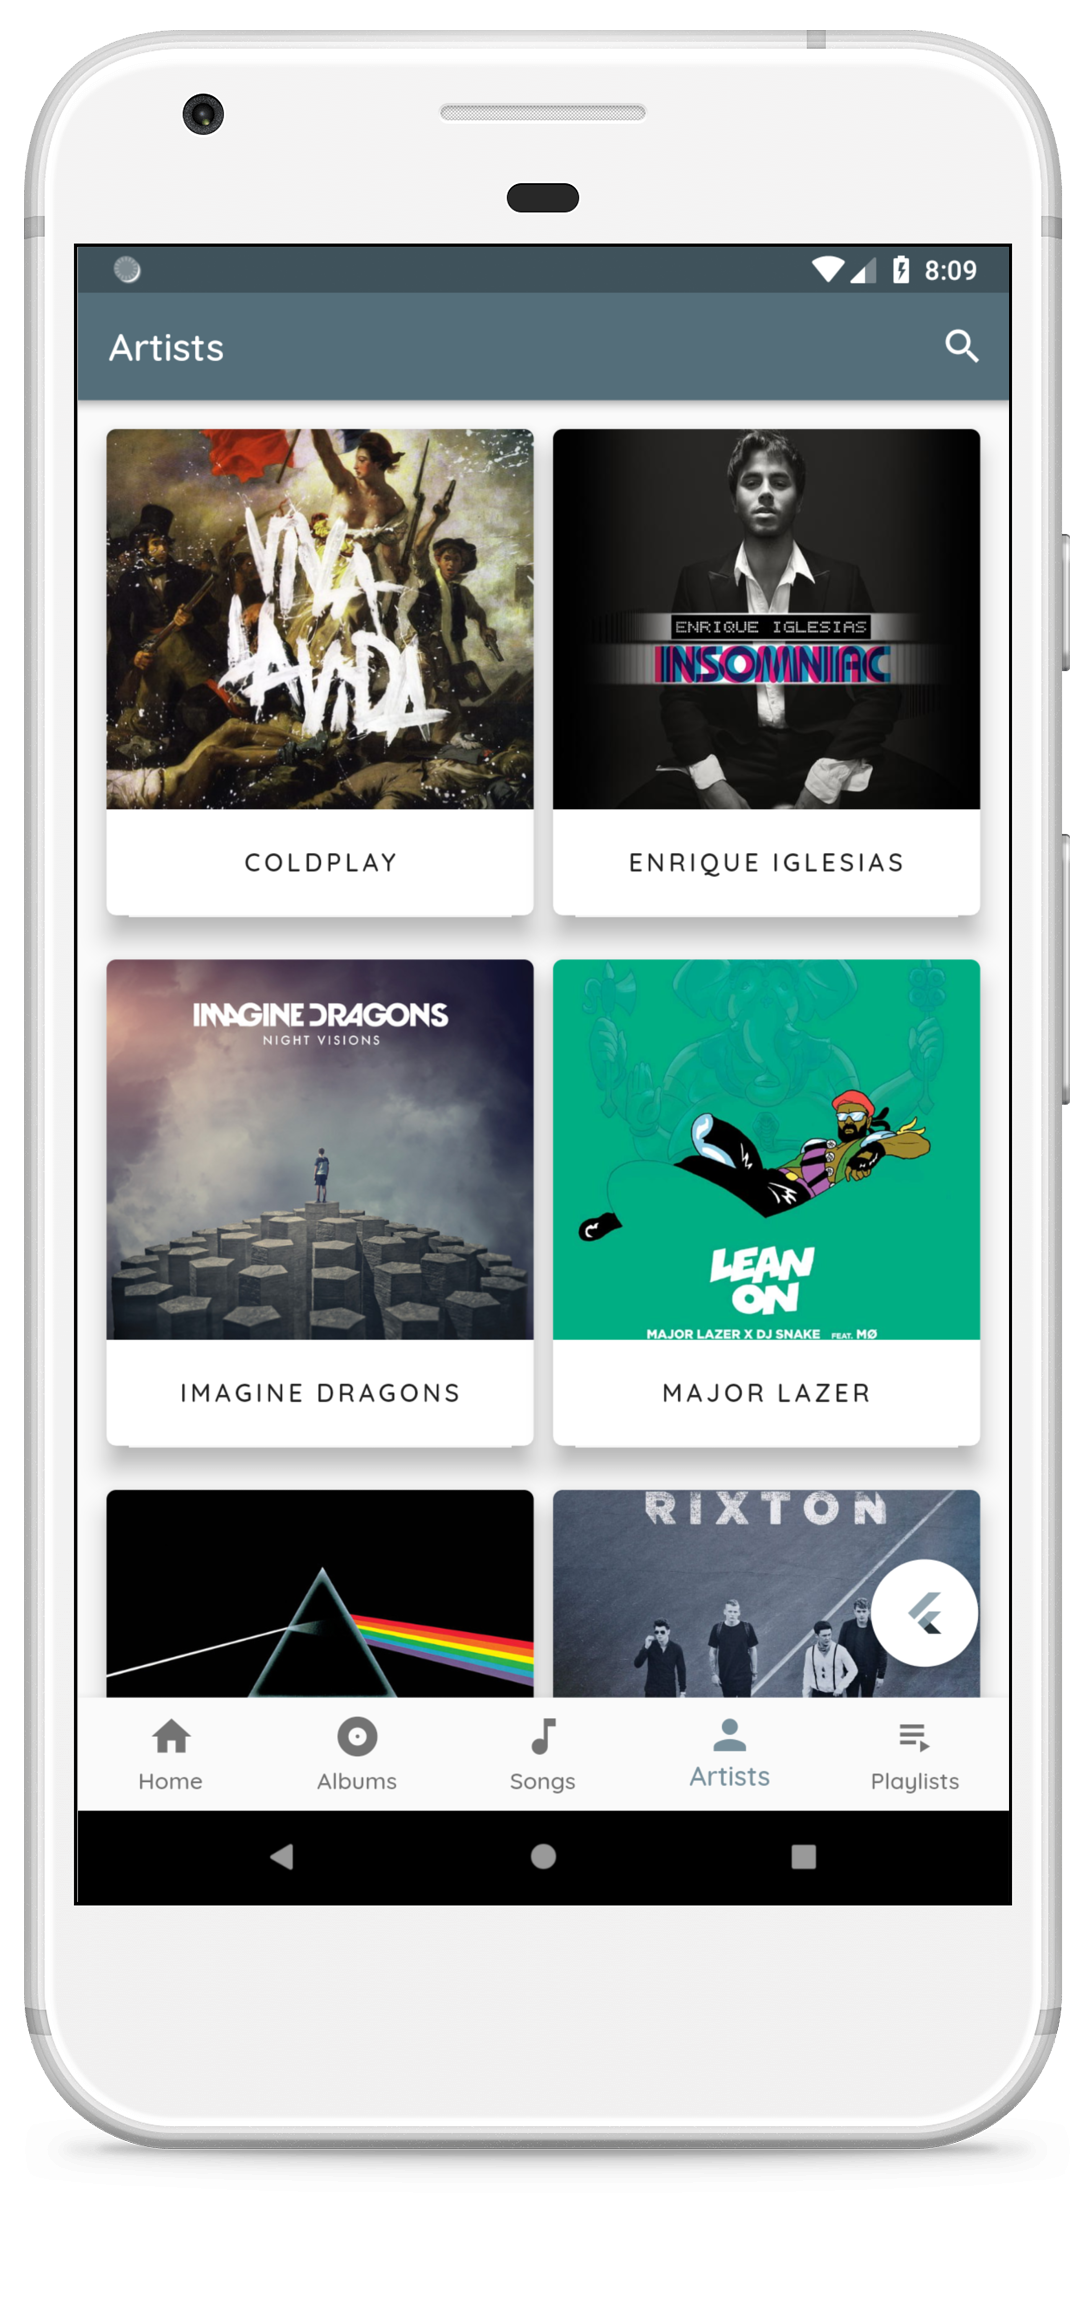 8:09
Artists
VIVA
LA VIDA
ENRIQUE IGLESIAS
INSOMNIAC
COLDPLAY
ENRIQUE IGLESIAS
IMAGINE DRAGONS
NIGHT VISIONS
LEAN
ON
MAJOR LAZER X DJ SNAKE FEAT. MØ
IMAGINE DRAGONS
MAJOR LAZER
RIXTON
Home
Albums
Songs
Artists
Playlists